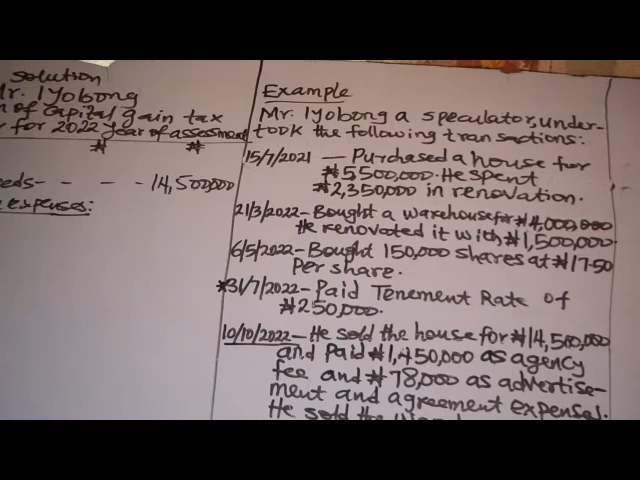 solution
Mr. Iyobong
n of Capital gain tax
for 2022 year of assessment
₦ ₦
eeds- - - - 14,500,000
expenses:
Example
Mr. Iyobong a speculator, under-
took the following transactions:
15/7/2021 — Purchased a house for
₦5,500,000. He spent
₦2,350,000 in renovation.
21/3/2022 - Bought a warehouse for ₦4,000,000
He renovated it with ₦1,500,000
6/5/2022 - Bought 150,000 shares at ₦17.50
Per share.
*31/7/2022 - Paid Tenement Rate of
₦250,000.
10/10/2022 - He sold the house for ₦14,500,000
and Paid ₦1,450,000 as agency
fee and ₦78,000 as advertise-
ment and agreement expenses.
He sold the